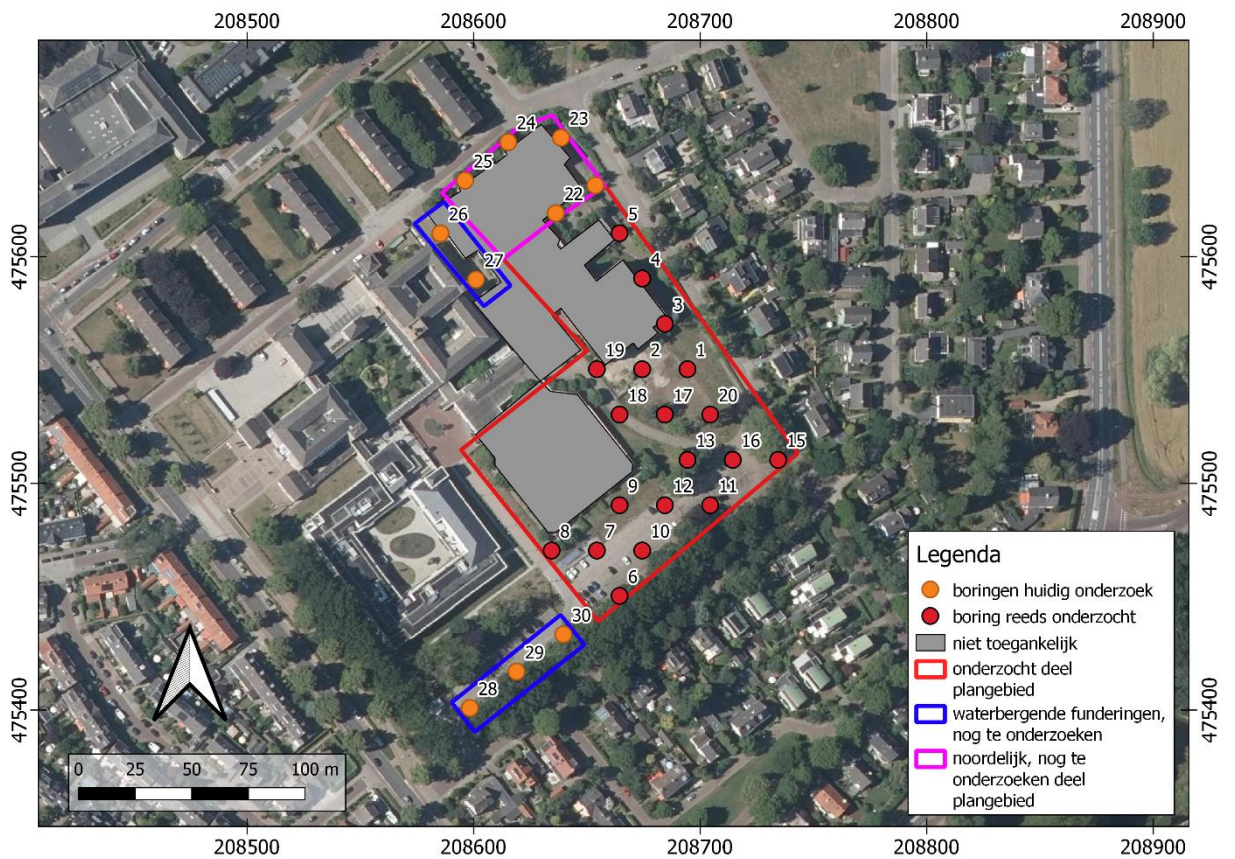 208500 208600 208700 208800 208900
23
24
25
22
5
26
475600
475600
4
27
3
19 2 1
18 17 20
13 16 15
475500
475500
9 12 11
8 7 10
6
30
29
28
475400
475400
Legenda
boringen huidig onderzoek
boring reeds onderzocht
niet toegankelijk
onderzocht deel
plangebied
waterbergende funderingen,
nog te onderzoeken
noordelijk, nog te
onderzoeken deel
plangebied
0 25 50 75 100 m
208500 208600 208700 208800 208900